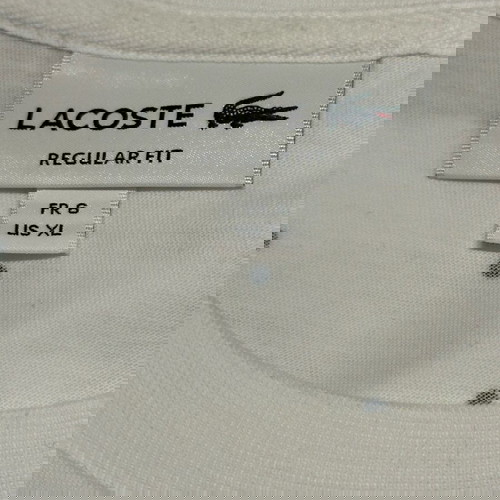 LACOSTE
REGULAR FIT
FR 6
US XL